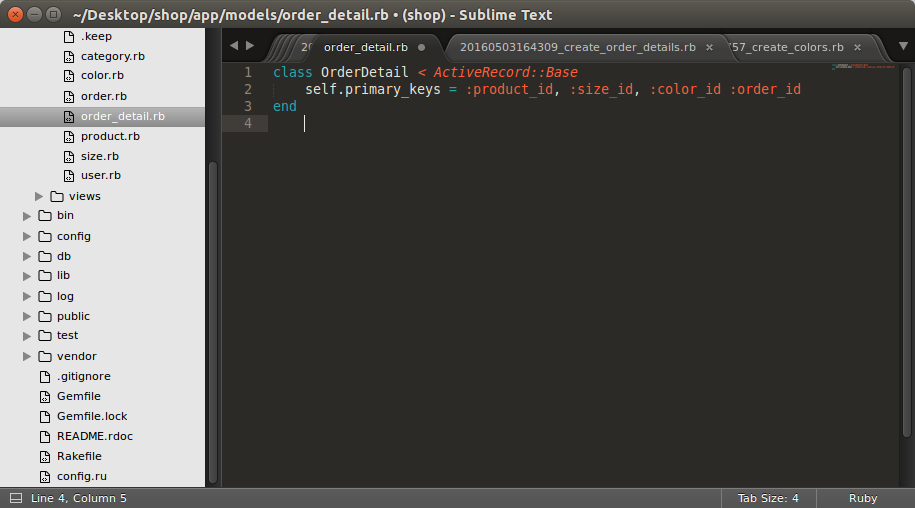 ~/Desktop/shop/app/models/order_detail.rb • (shop) - Sublime Text
.keep
category.rb
color.rb
order.rb
order_detail.rb
product.rb
size.rb
user.rb
views
bin
config
db
lib
log
public
test
vendor
.gitignore
Gemfile
Gemfile.lock
README.rdoc
Rakefile
config.ru
20 order_detail.rb 20160503164309_create_order_details.rb 57_create_colors.rb
1 class OrderDetail < ActiveRecord::Base
2 self.primary_keys = :product_id, :size_id, :color_id :order_id
3 end
4
Line 4, Column 5 Tab Size: 4 Ruby